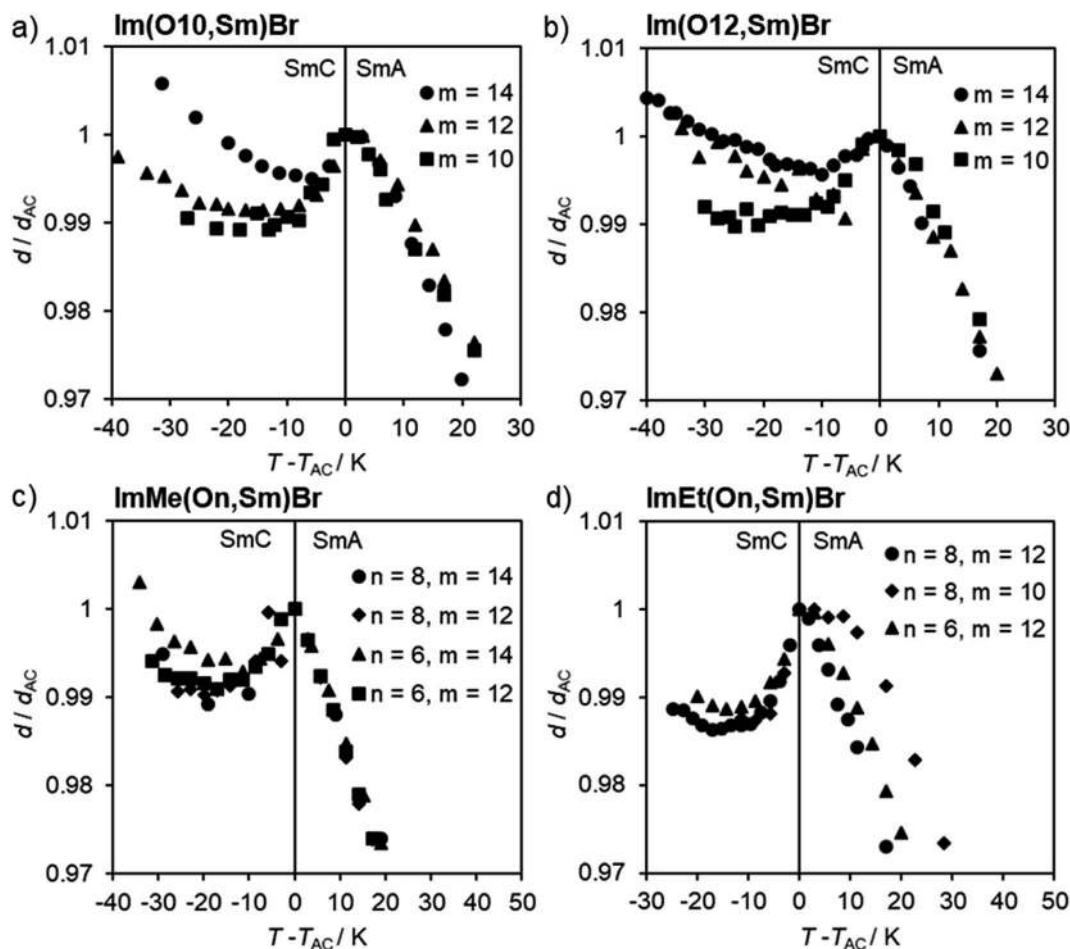 a) Im(O10,Sm)Br
1.01
SmC SmA
m = 14
m = 12
m = 10
1
0.99
0.98
0.97
d / dAC
-40 -30 -20 -10 0 10 20 30
T - TAC / K
b) Im(O12,Sm)Br
1.01
SmC SmA
m = 14
m = 12
m = 10
1
0.99
0.98
0.97
d / dAC
-40 -30 -20 -10 0 10 20 30
T - TAC / K
c) ImMe(On,Sm)Br
1.01
SmC SmA
n = 8, m = 14
n = 8, m = 12
n = 6, m = 14
n = 6, m = 12
1
0.99
0.98
0.97
d / dAC
-40 -30 -20 -10 0 10 20 30 40 50
T - TAC / K
d) ImEt(On,Sm)Br
1.01
SmC SmA
n = 8, m = 12
n = 8, m = 10
n = 6, m = 12
1
0.99
0.98
0.97
d / dAC
-30 -20 -10 0 10 20 30 40 50
T - TAC / K